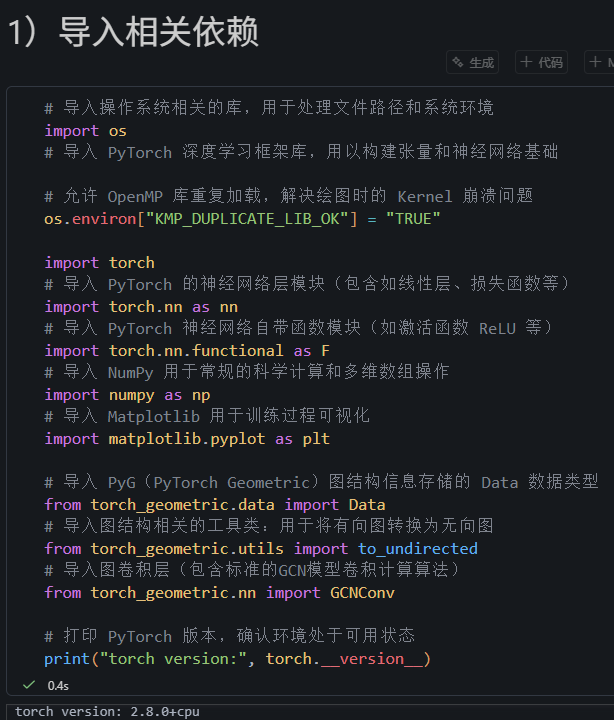 1）导入相关依赖
生成
代码
# 导入操作系统相关的库，用于处理文件路径和系统环境
import os
# 导入 PyTorch 深度学习框架库，用以构建张量和神经网络基础
# 允许 OpenMP 库重复加载，解决绘图时的 Kernel 崩溃问题
os.environ["KMP_DUPLICATE_LIB_OK"] = "TRUE"
import torch
# 导入 PyTorch 的神经网络层模块（包含如线性层、损失函数等）
import torch.nn as nn
# 导入 PyTorch 神经网络自带函数模块（如激活函数 ReLU 等）
import torch.nn.functional as F
# 导入 NumPy 用于常规的科学计算和多维数组操作
import numpy as np
# 导入 Matplotlib 用于训练过程可视化
import matplotlib.pyplot as plt
# 导入 PyG（PyTorch Geometric）图结构信息存储的 Data 数据类型
from torch_geometric.data import Data
# 导入图结构相关的工具类：用于将有向图转换为无向图
from torch_geometric.utils import to_undirected
# 导入图卷积层（包含标准的GCN模型卷积计算算法）
from torch_geometric.nn import GCNConv
# 打印 PyTorch 版本，确认环境处于可用状态
print("torch version:", torch.__version__)
0.4s
torch version: 2.8.0+cpu